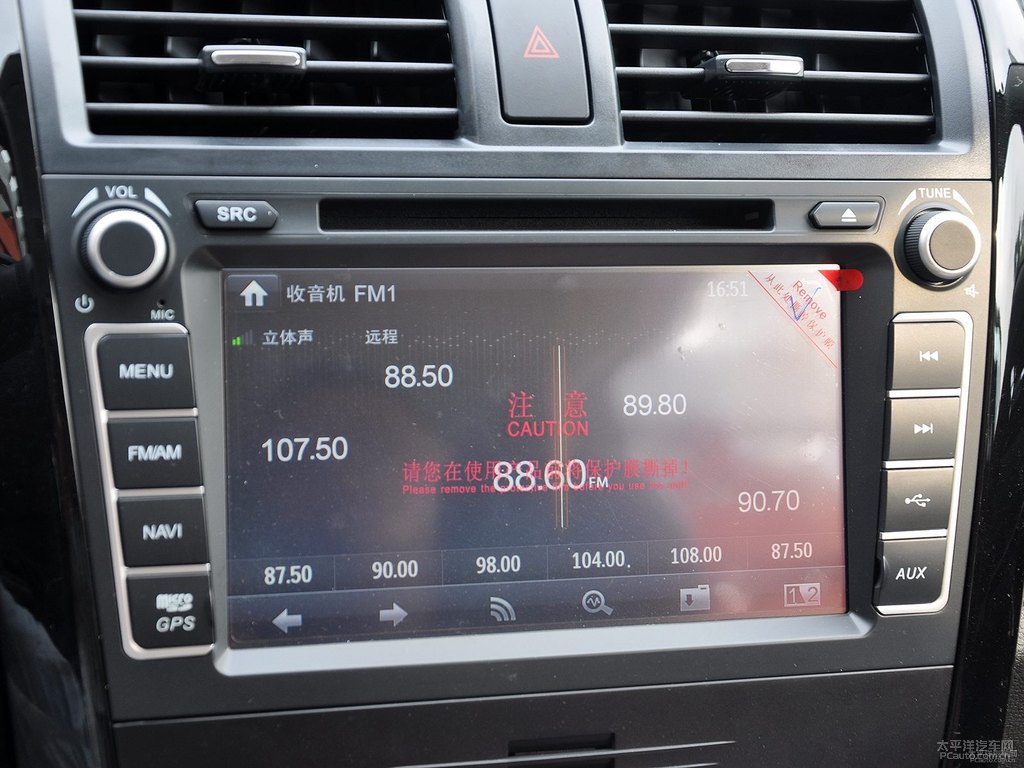 VOL
SRC
TUNE
MIC
MENU
FM/AM
NAVI
micro
GPS
AUX
收音机 FM1
16:51
Remove
立体声
远程
88.50
89.80
107.50
注 意
CAUTION
88.60 FM
90.70
87.50
90.00
98.00
104.00
108.00
87.50
1 2
太平洋汽车网
PCauto.com.cn